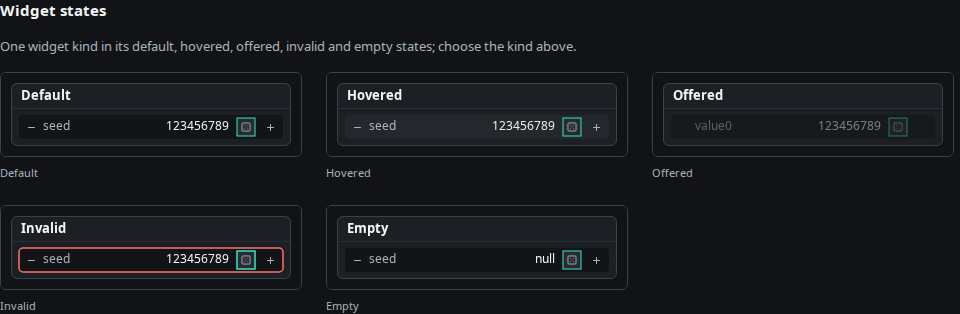 Widget states
One widget kind in its default, hovered, offered, invalid and empty states; choose the kind above.
Default
− seed 123456789 +
Default
Hovered
− seed 123456789 +
Hovered
Offered
value0 123456789
Offered
Invalid
− seed 123456789 +
Invalid
Empty
− seed null +
Empty